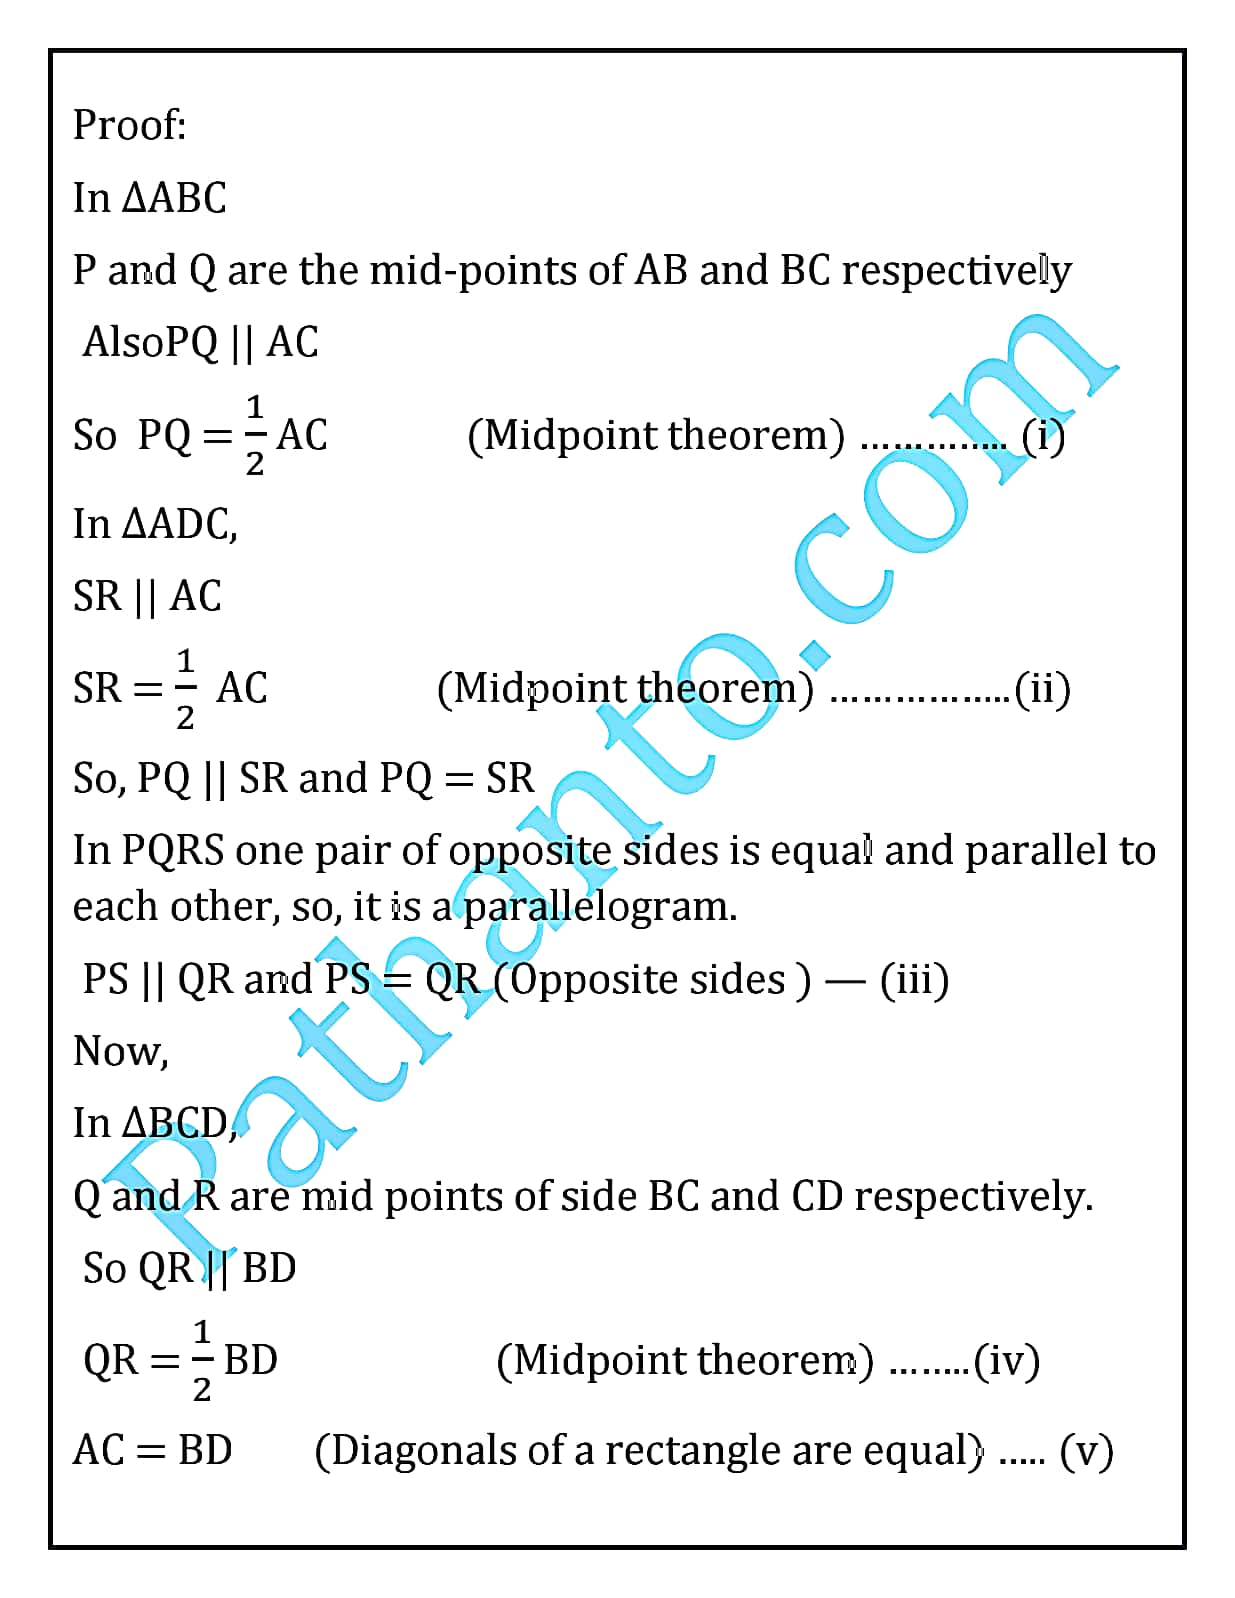 Proof:
In ΔABC
P and Q are the mid-points of AB and BC respectively
AlsoPQ || AC
So PQ = 1/2 AC (Midpoint theorem) ………….. (i)
In ΔADC,
SR || AC
SR = 1/2 AC (Midpoint theorem) ……………..(ii)
So, PQ || SR and PQ = SR
In PQRS one pair of opposite sides is equal and parallel to
each other, so, it is a parallelogram.
PS || QR and PS = QR (Opposite sides ) — (iii)
Now,
In ΔBCD,
Q and R are mid points of side BC and CD respectively.
So QR || BD
QR = 1/2 BD (Midpoint theorem) ……..(iv)
AC = BD (Diagonals of a rectangle are equal) ..... (v)
Pathanto.com